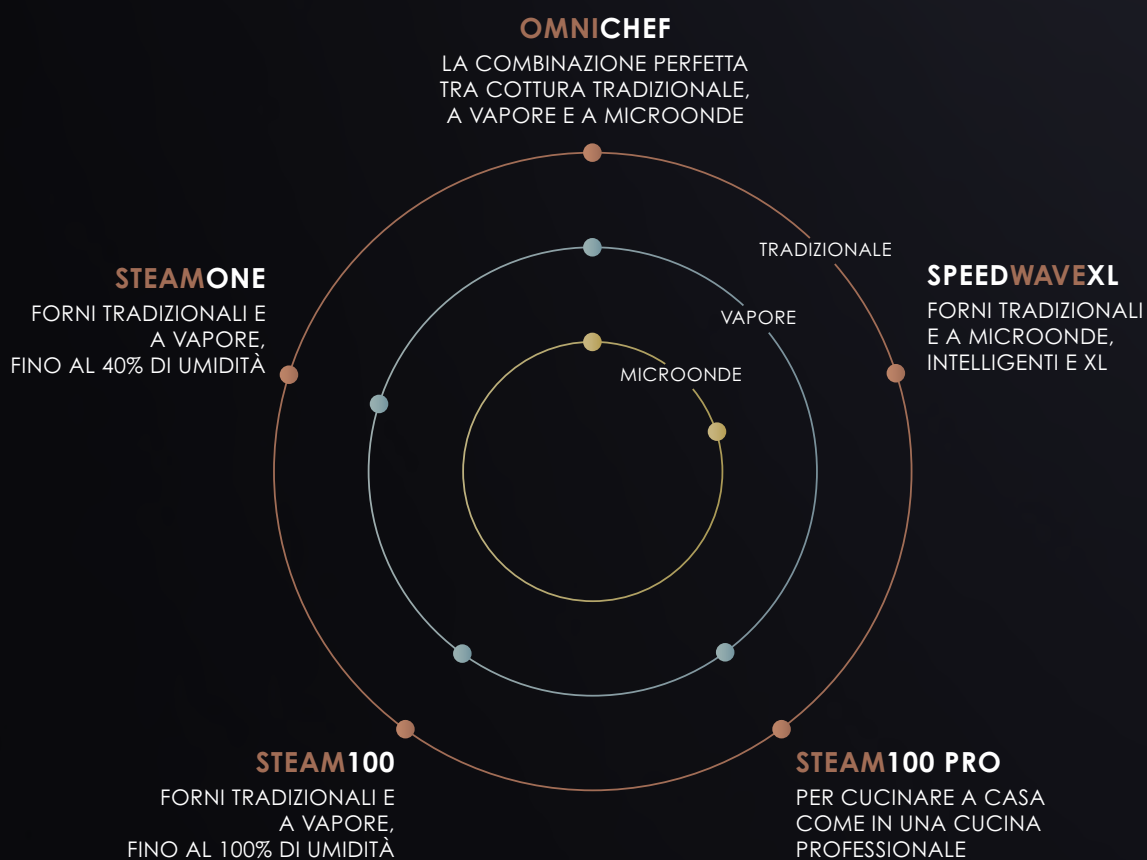 OMNICHEF
LA COMBINAZIONE PERFETTA
TRA COTTURA TRADIZIONALE,
A VAPORE E A MICROONDE
TRADIZIONALE
VAPORE
MICROONDE
STEAMONE
FORNI TRADIZIONALI E
A VAPORE,
FINO AL 40% DI UMIDITÀ
SPEEDWAVEXL
FORNI TRADIZIONALI
E A MICROONDE,
INTELLIGENTI E XL
STEAM100
FORNI TRADIZIONALI E
A VAPORE,
FINO AL 100% DI UMIDITÀ
STEAM100 PRO
PER CUCINARE A CASA
COME IN UNA CUCINA
PROFESSIONALE